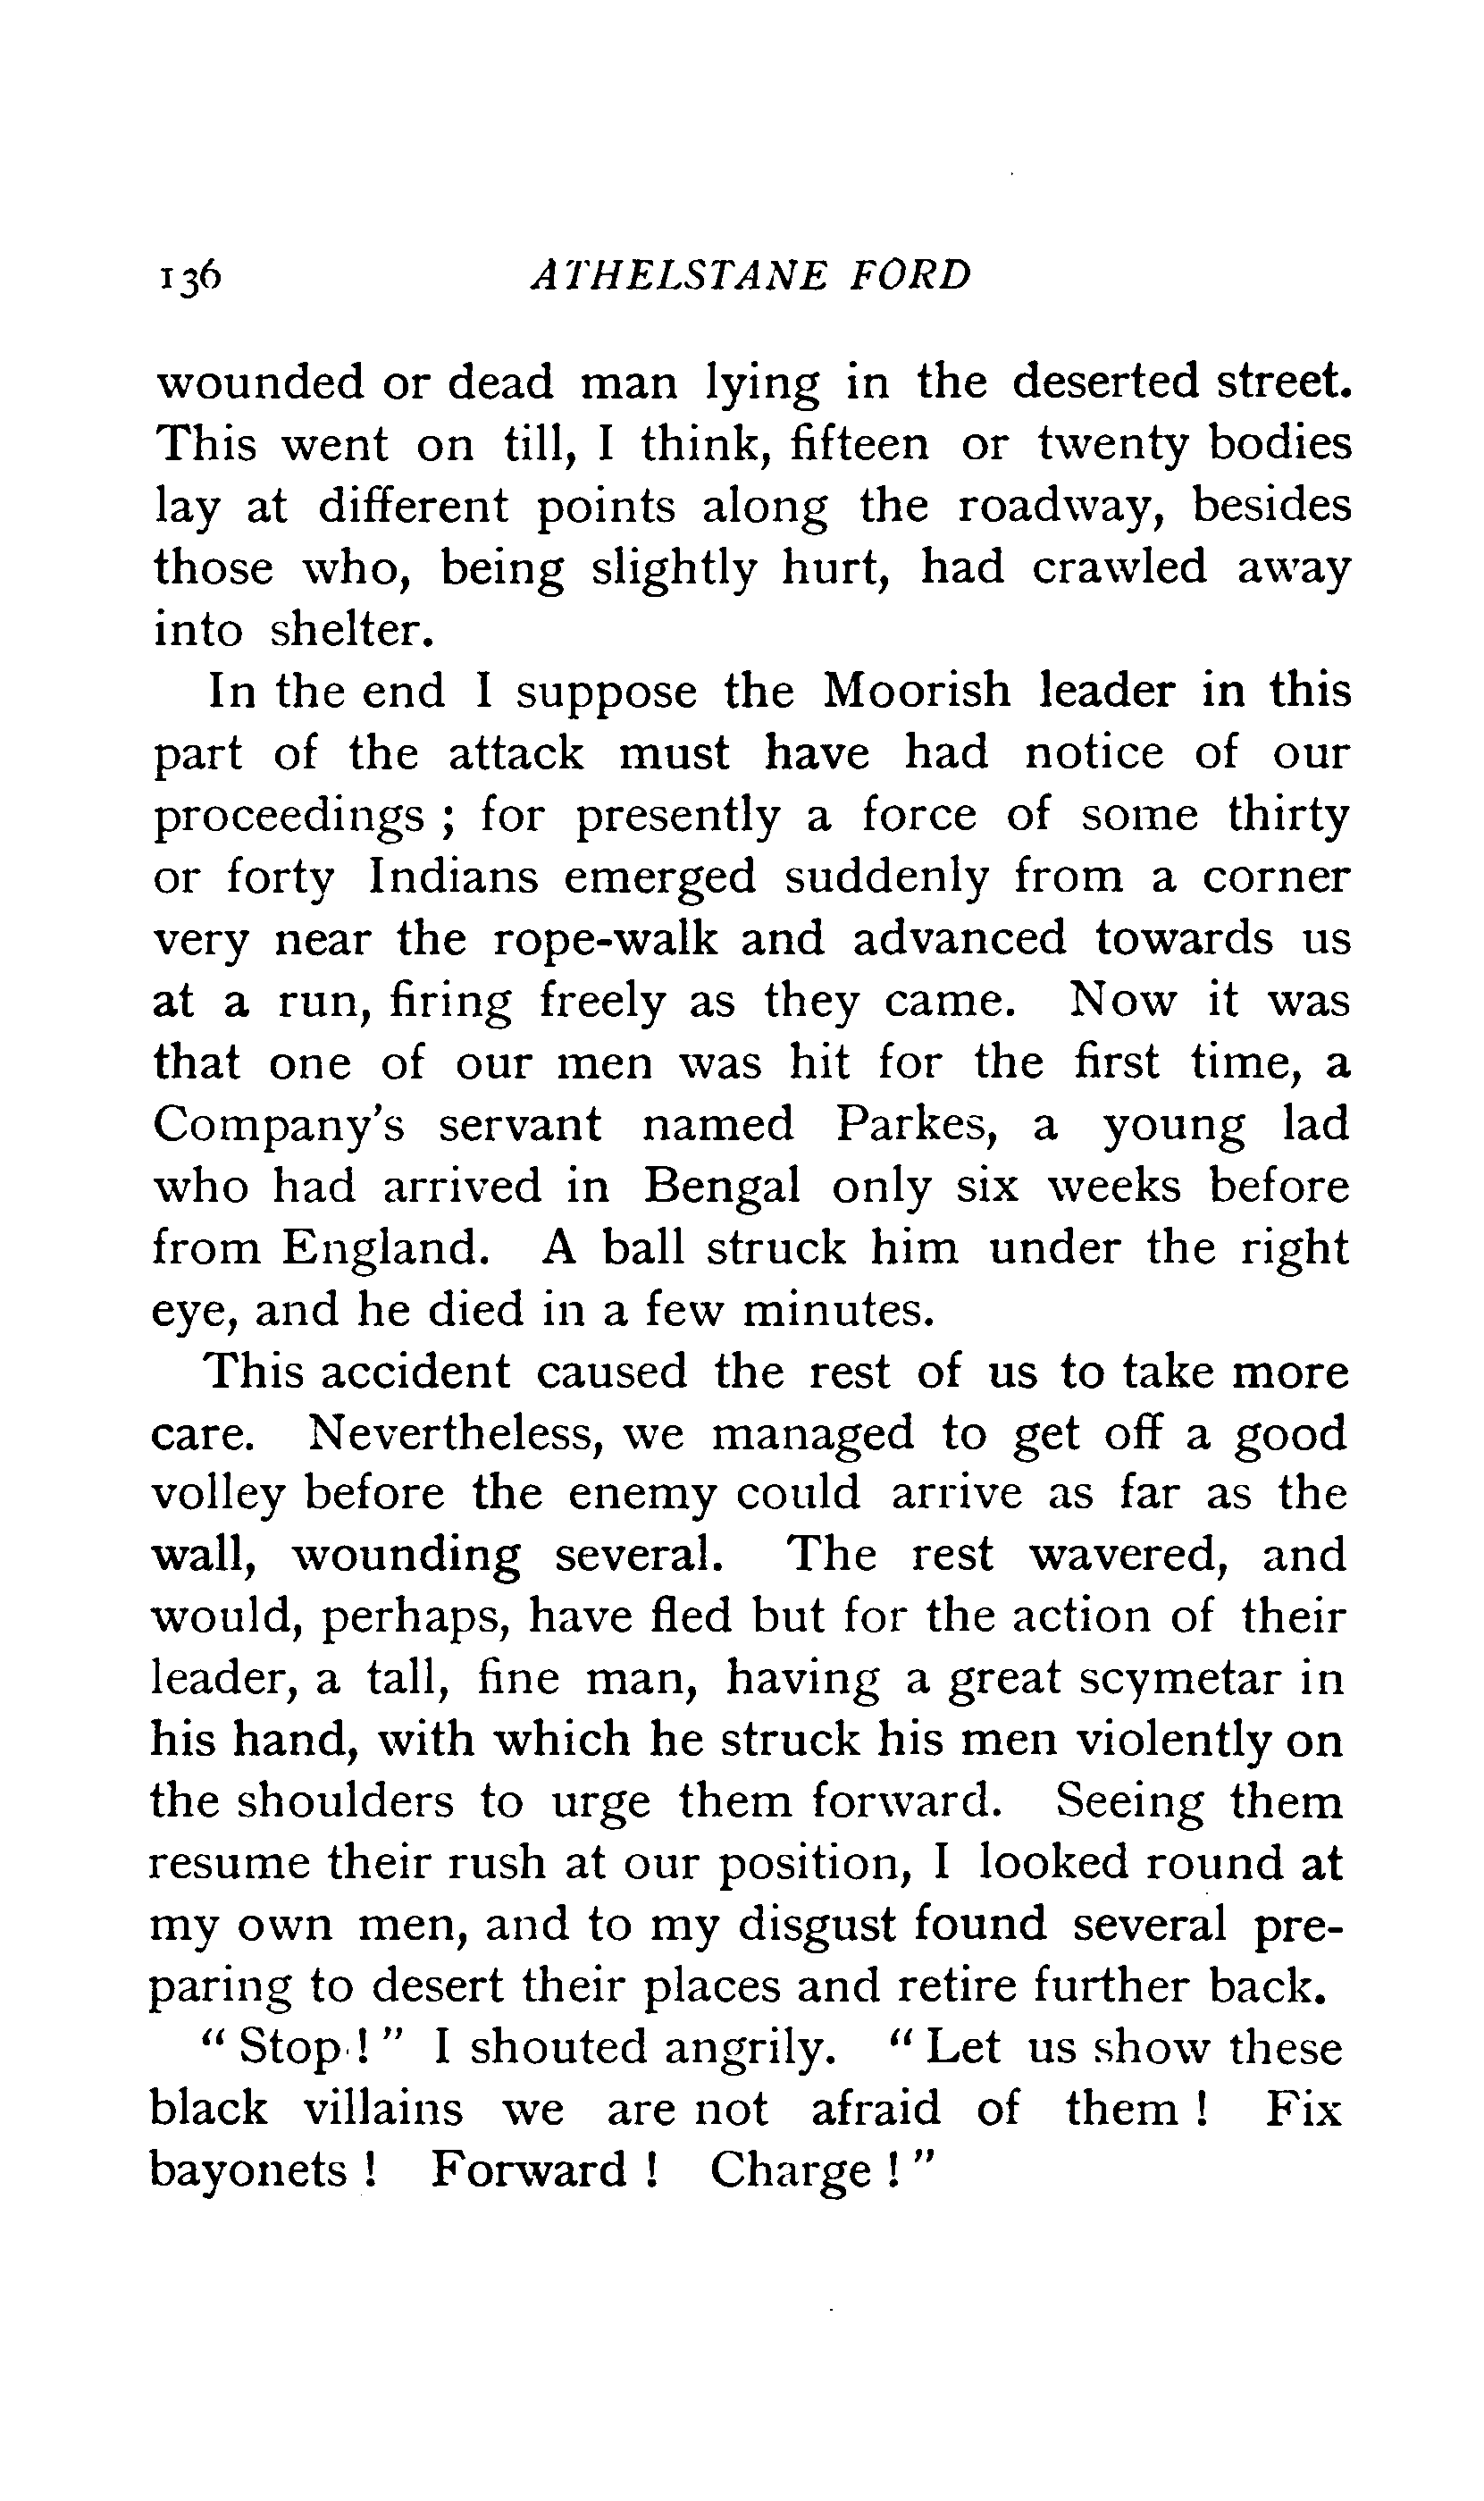 136 ATHELSTANE FORD
wounded or dead man lying in the deserted street.
This went on till, I think, fifteen or twenty bodies
lay at different points along the roadway, besides
those who, being slightly hurt, had crawled away
into shelter.
In the end I suppose the Moorish leader in this
part of the attack must have had notice of our
proceedings ; for presently a force of some thirty
or forty Indians emerged suddenly from a corner
very near the rope-walk and advanced towards us
at a run, firing freely as they came. Now it was
that one of our men was hit for the first time, a
Company's servant named Parkes, a young lad
who had arrived in Bengal only six weeks before
from England. A ball struck him under the right
eye, and he died in a few minutes.
This accident caused the rest of us to take more
care. Nevertheless, we managed to get off a good
volley before the enemy could arrive as far as the
wall, wounding several. The rest wavered, and
would, perhaps, have fled but for the action of their
leader, a tall, fine man, having a great scymetar in
his hand, with which he struck his men violently on
the shoulders to urge them forward. Seeing them
resume their rush at our position, I looked round at
my own men, and to my disgust found several pre-
paring to desert their places and retire further back.
" Stop ! " I shouted angrily. " Let us show these
black villains we are not afraid of them ! Fix
bayonets ! Forward ! Charge ! "